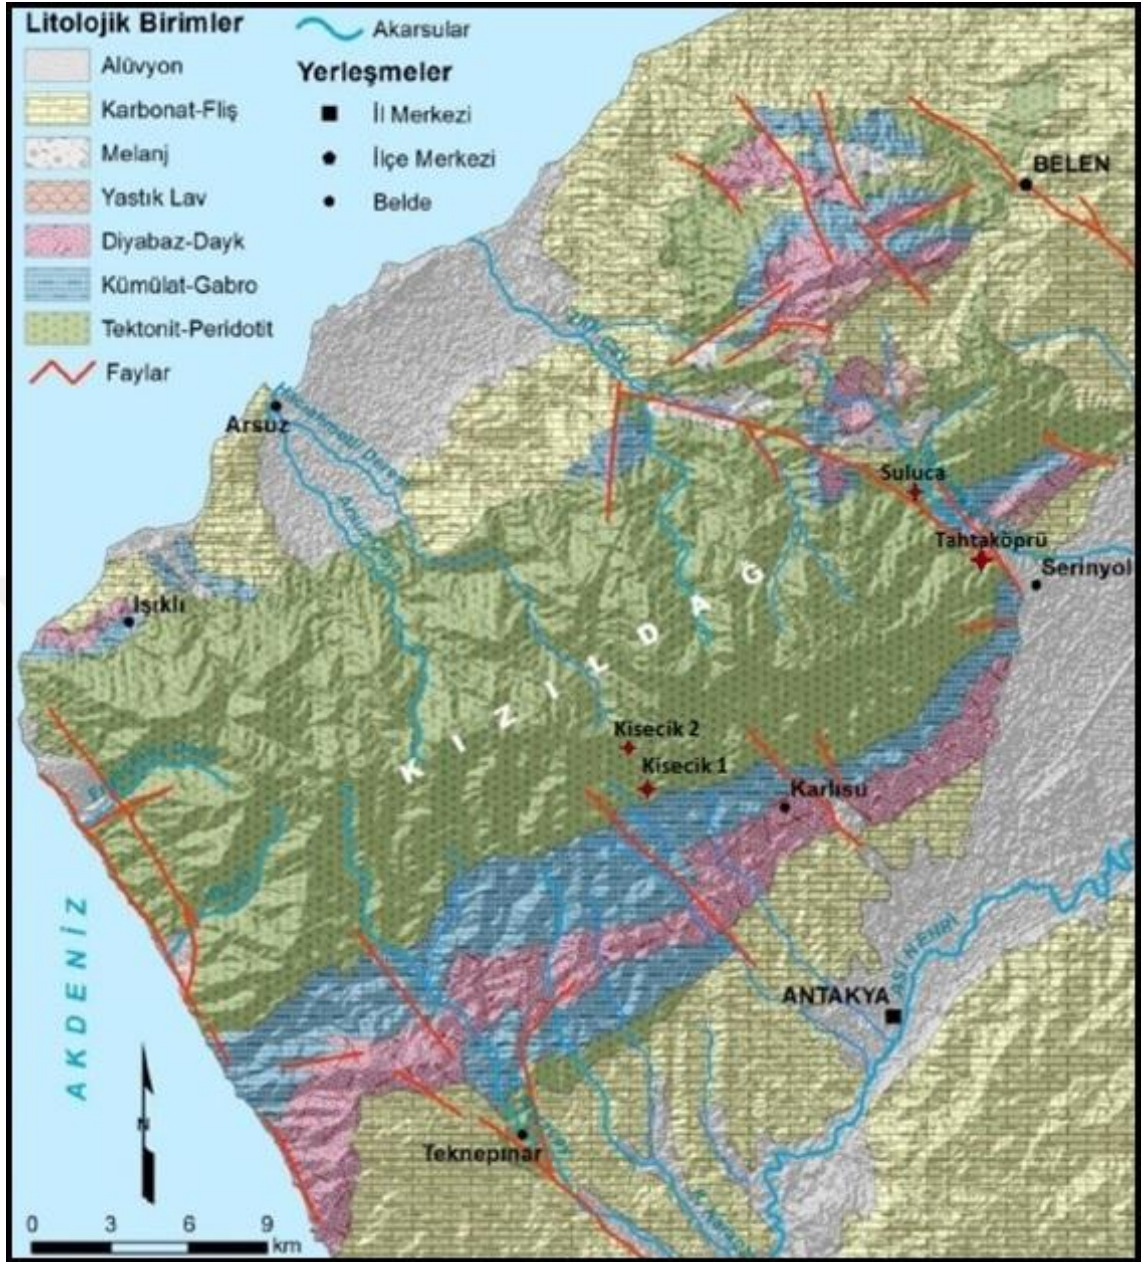 Litolojik Birimler
Alüvyon
Karbonat-Fliş
Melanj
Yastık Lav
Diyabaz-Dayk
Kümülat-Gabro
Tektonit-Peridotit
Faylar
Akarsular
Yerleşmeler
İl Merkezi
İlçe Merkezi
Belde
BELEN
Arsuz
Suluca
Tahtaköprü
Serinyol
Işıklı
KIZILDAĞ
Kisecik 2
Kisecik 1
Karlısu
AKDENİZ
ANTAKYA
ASİ NEHRİ
Teknepınar
N
0 3 6 9
km